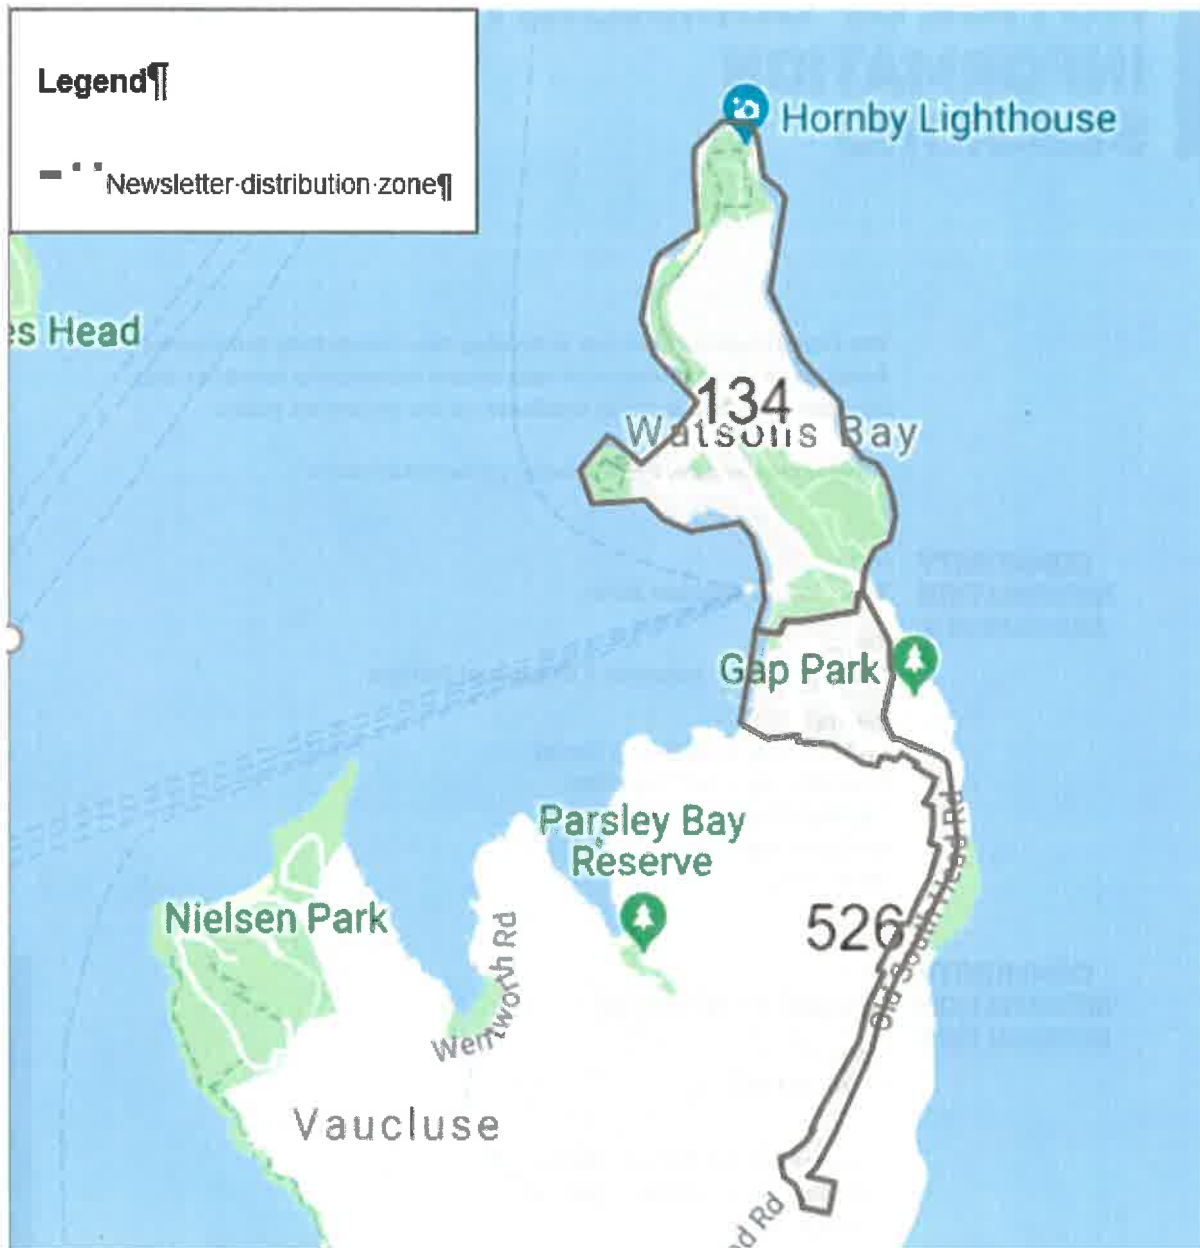 Legend¶
Newsletter·distribution·zone¶
Hornby Lighthouse
es Head
134
Watsons Bay
Gap Park
Parsley Bay
Reserve
Nielsen Park
526
Old South Head Rd
Wentworth Rd
Vaucluse
ad Rd